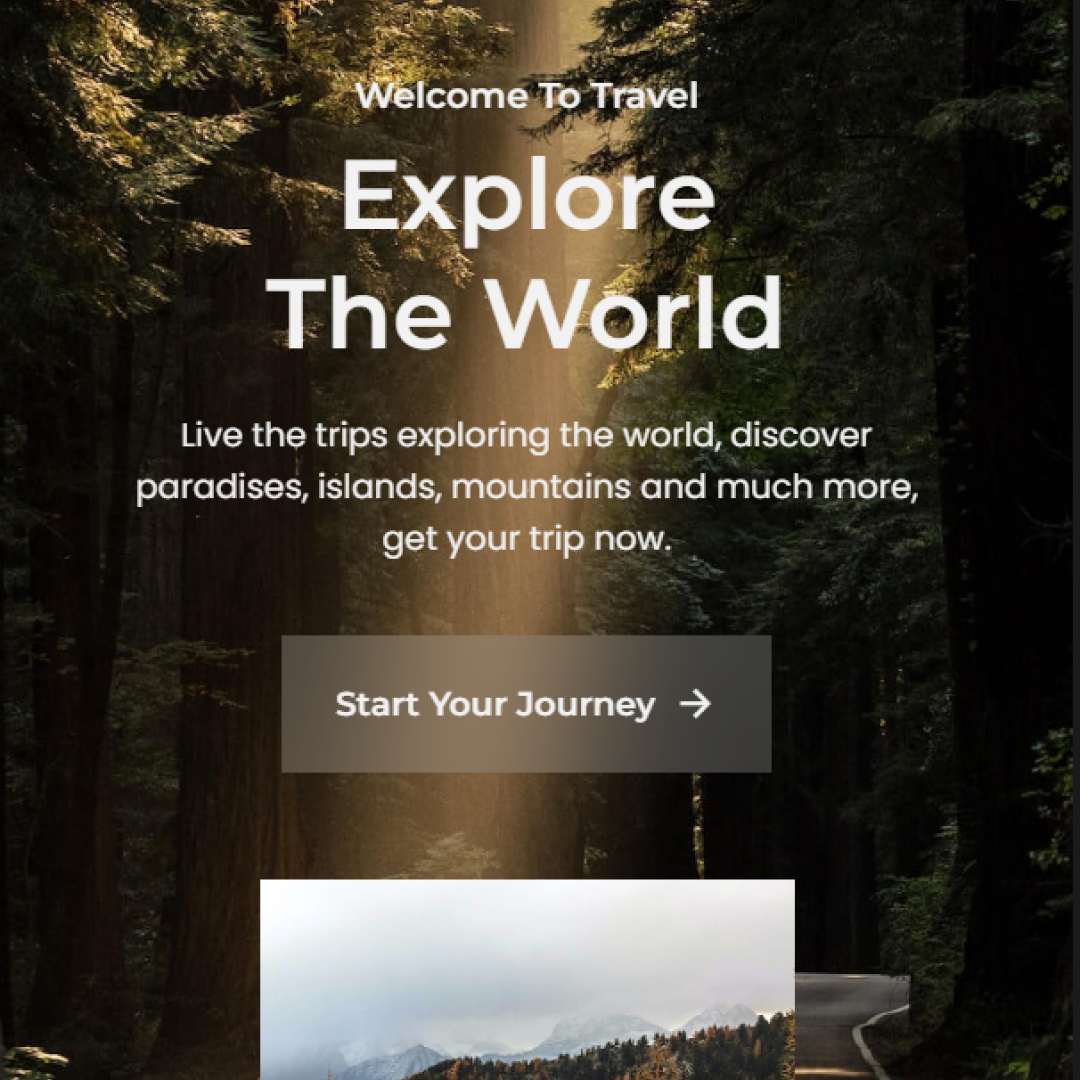 Welcome To Travel
Explore
The World
Live the trips exploring the world, discover
paradises, islands, mountains and much more,
get your trip now.
Start Your Journey →